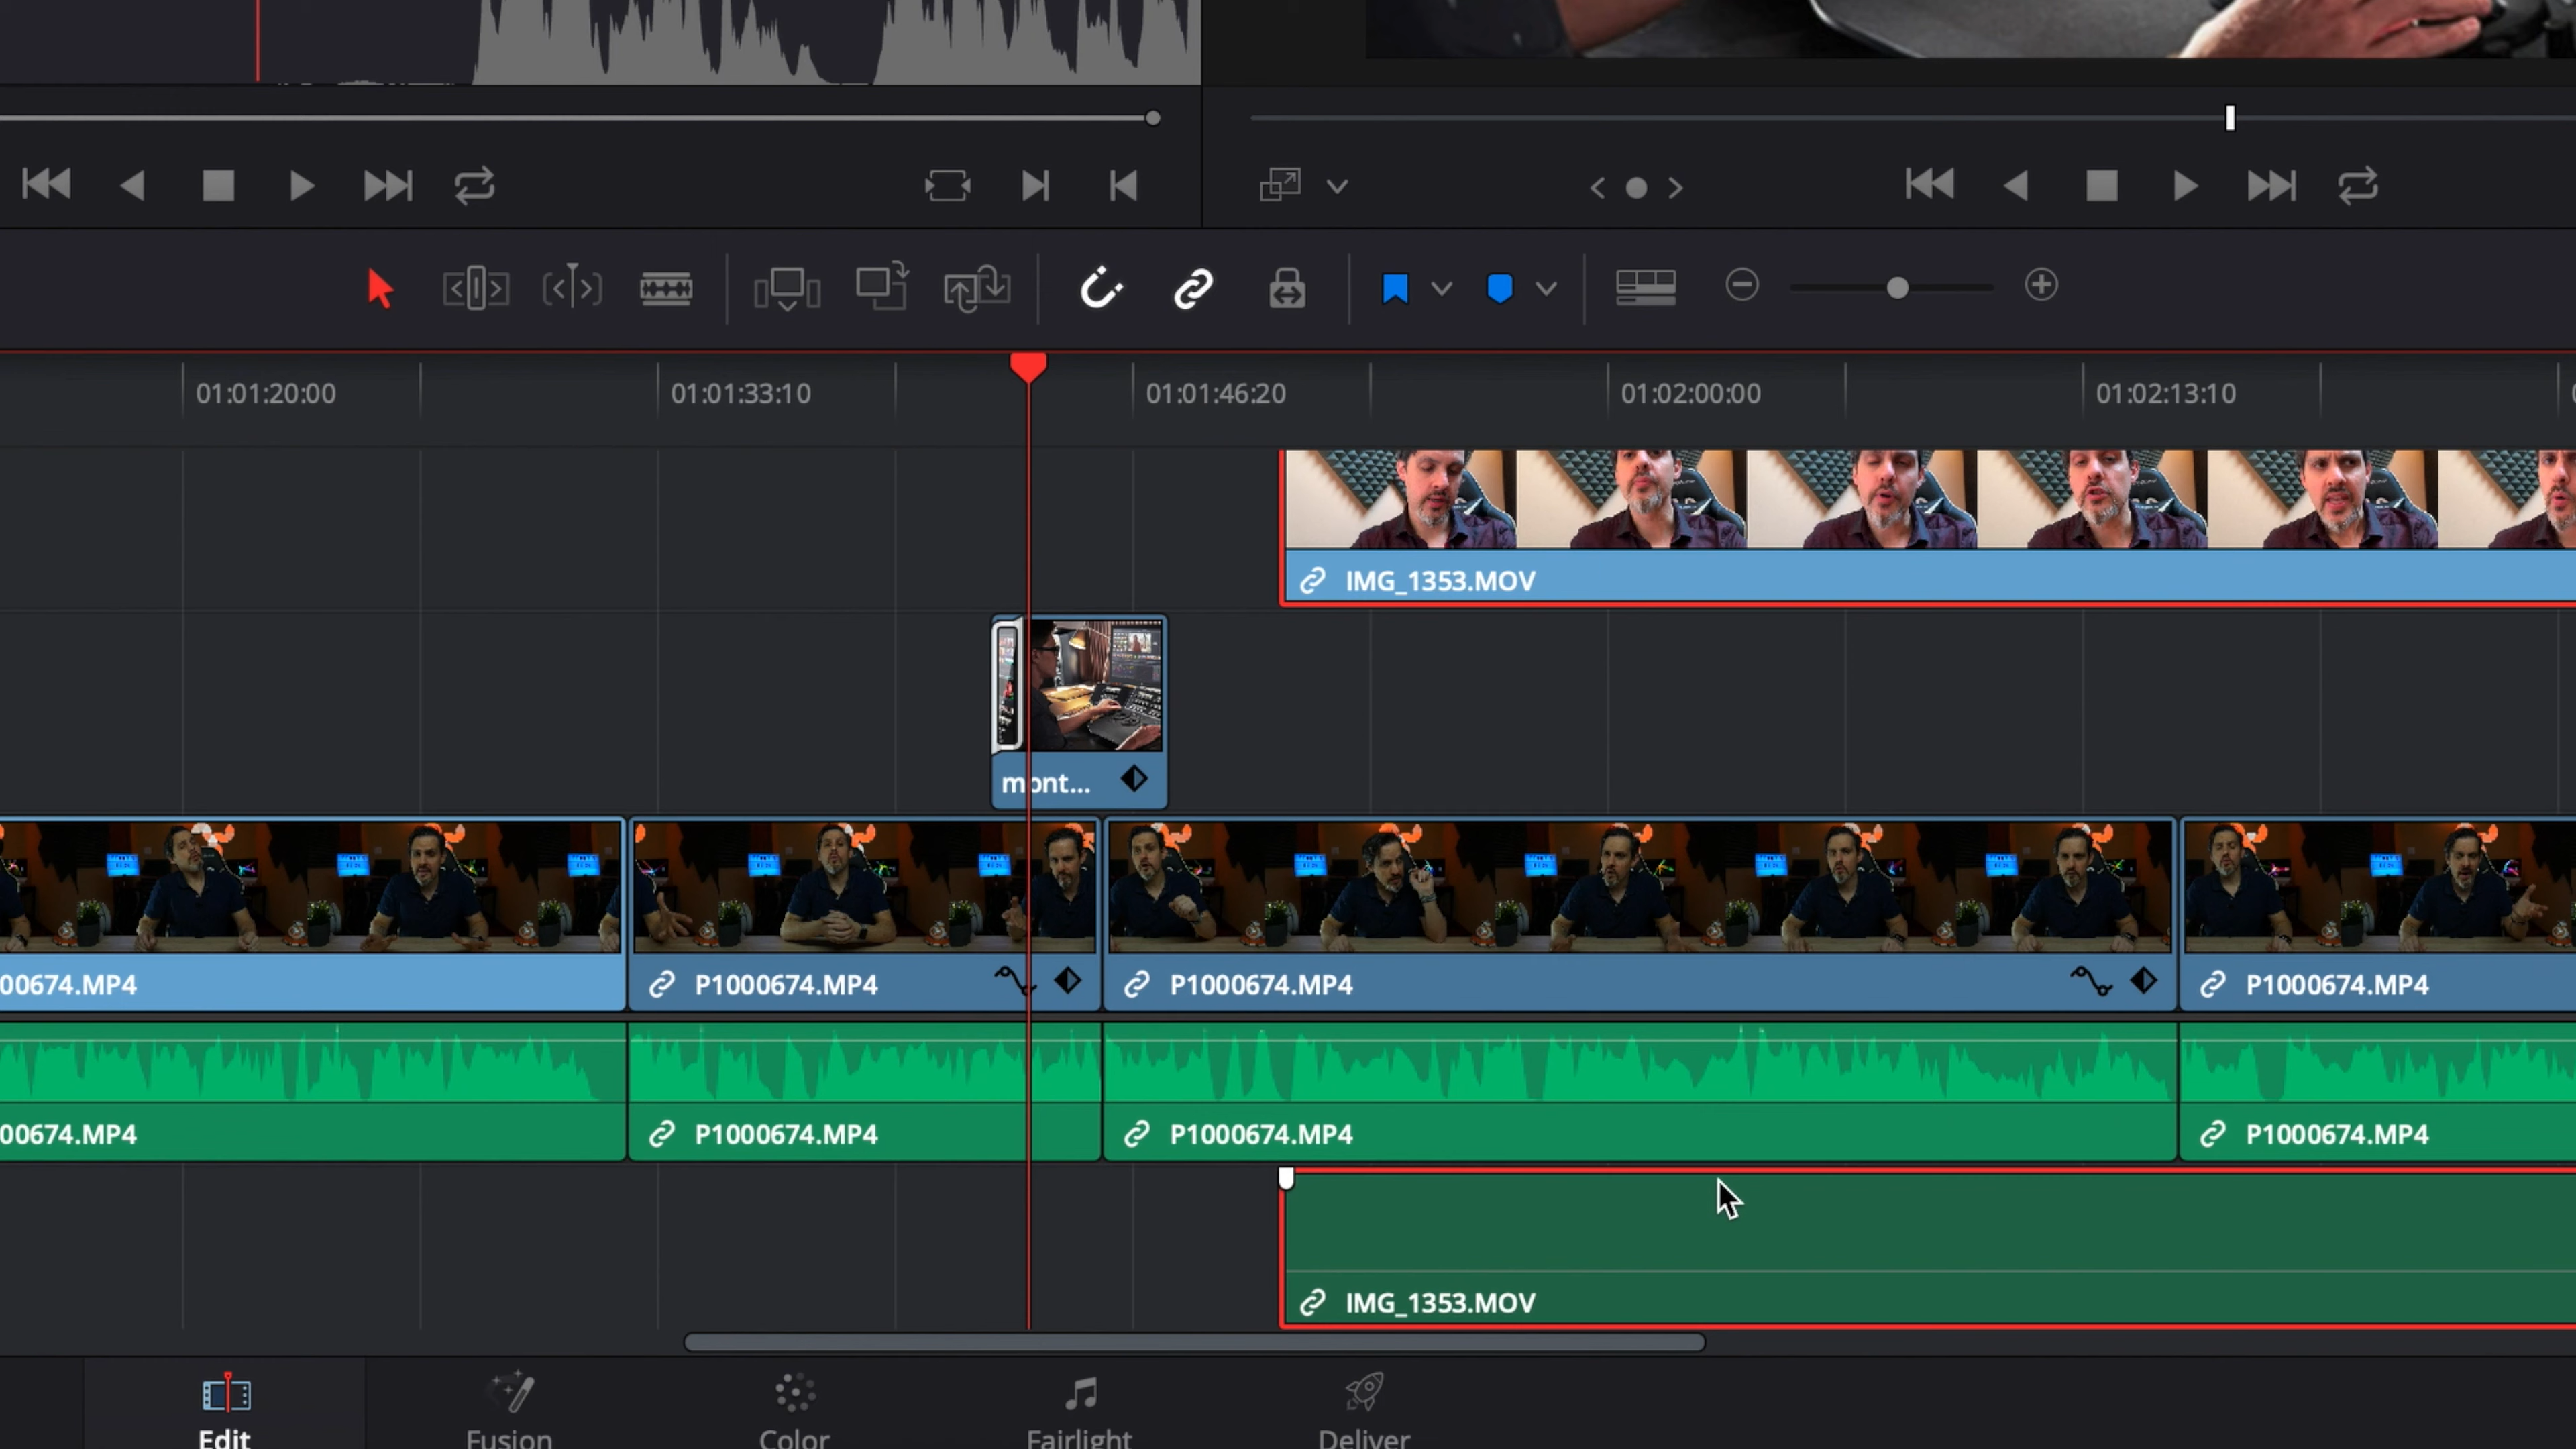 01:01:20:00 01:01:33:10 01:01:46:20 01:02:00:00 01:02:13:10
IMG_1353.MOV
mont...
00674.MP4 P1000674.MP4 P1000674.MP4 P1000674.MP4
00674.MP4 P1000674.MP4 P1000674.MP4 P1000674.MP4
IMG_1353.MOV
Edit Fusion Color Fairlight Deliver